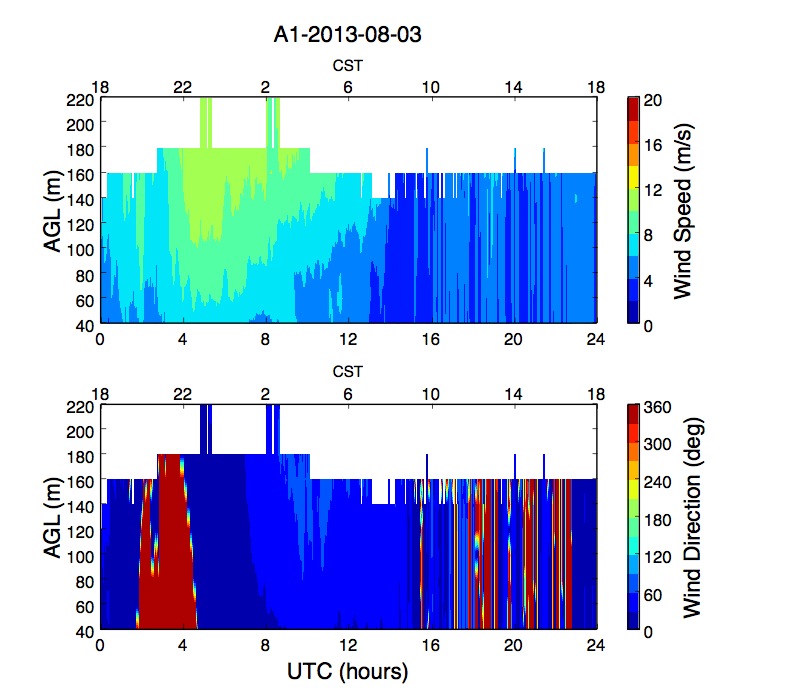 A1-2013-08-03
CST
18 22 2 6 10 14 18
220 200 180 160 140 120 100 80 60 40
AGL (m)
0 4 8 12 16 20 24
20 16 12 8 4 0
Wind Speed (m/s)
CST
18 22 2 6 10 14 18
220 200 180 160 140 120 100 80 60 40
AGL (m)
0 4 8 12 16 20 24
UTC (hours)
360 300 240 180 120 60 0
Wind Direction (deg)